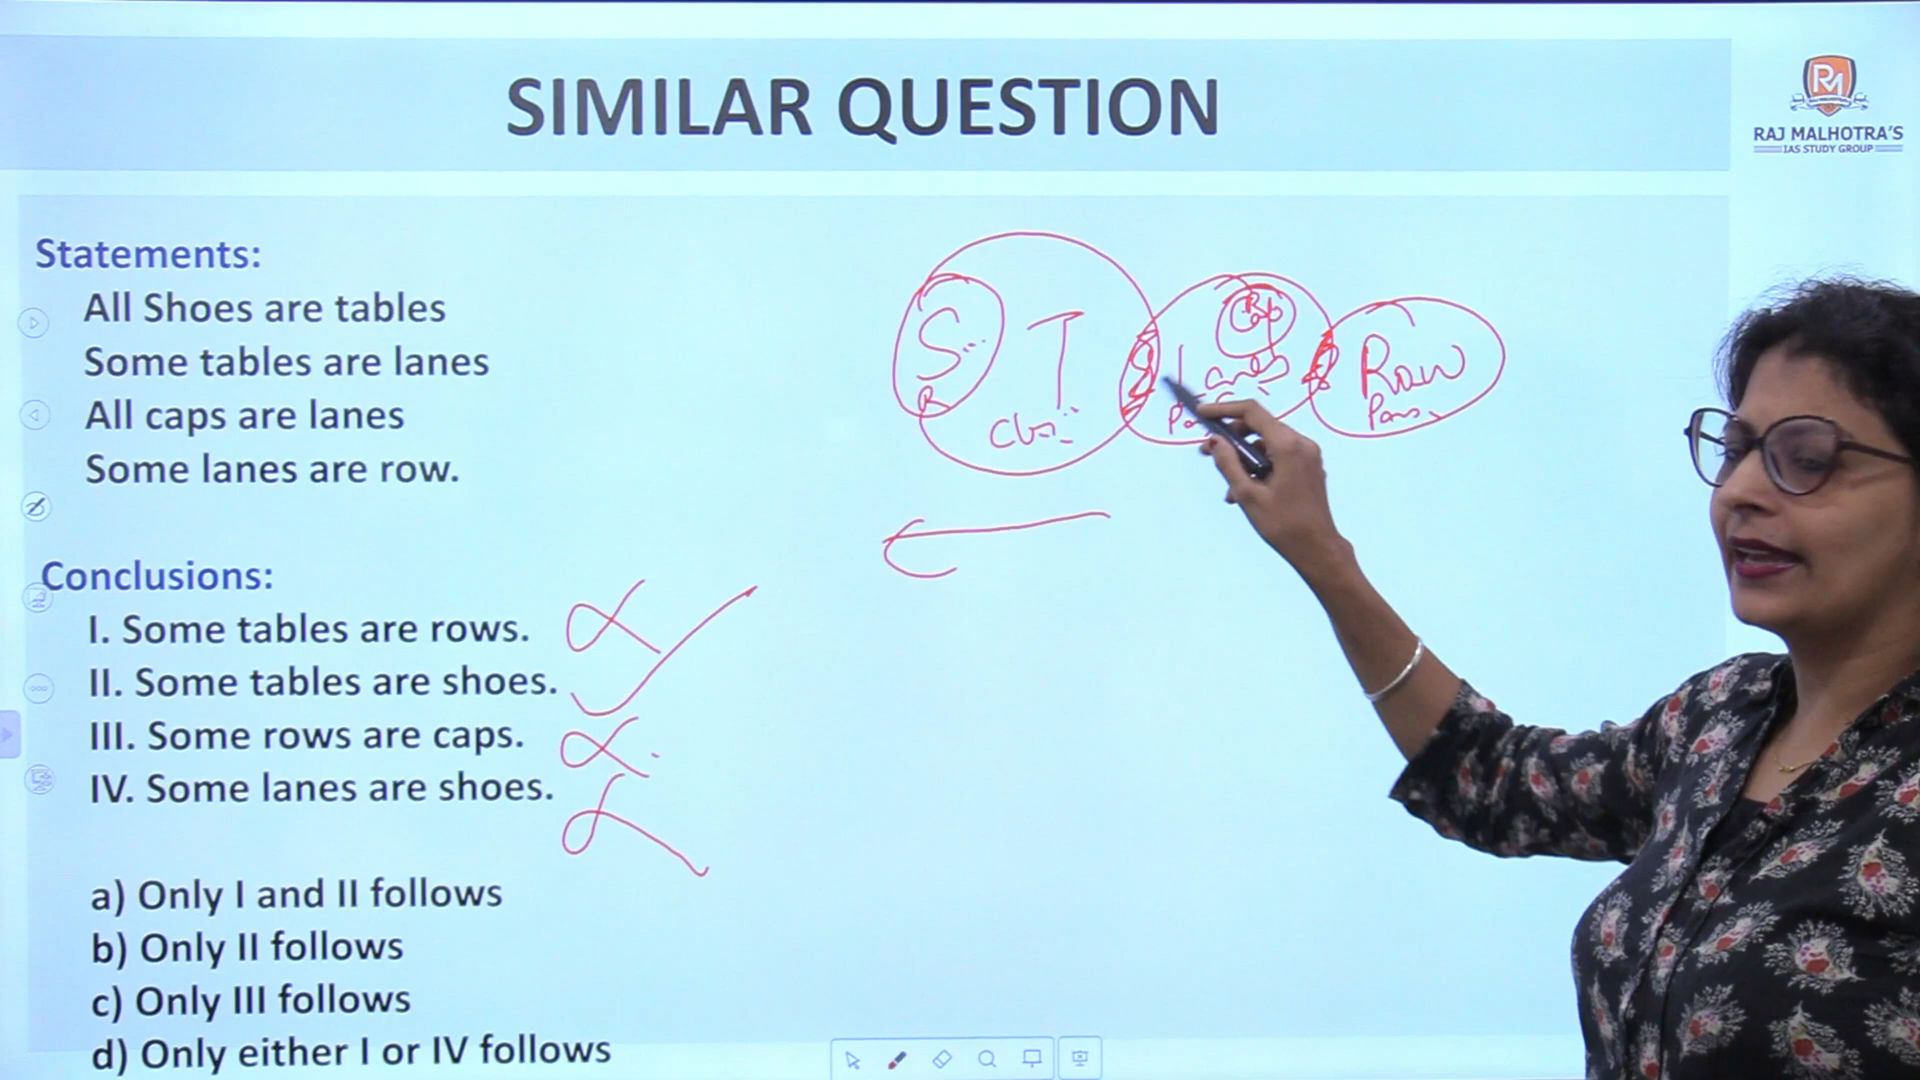 SIMILAR QUESTION
RM
RAJ MALHOTRA'S
IAS STUDY GROUP
Statements:
All Shoes are tables
Some tables are lanes
All caps are lanes
Some lanes are row.
Conclusions:
I. Some tables are rows.
II. Some tables are shoes.
III. Some rows are caps.
IV. Some lanes are shoes.
a) Only I and II follows
b) Only II follows
c) Only III follows
d) Only either I or IV follows
S T Lanes Row